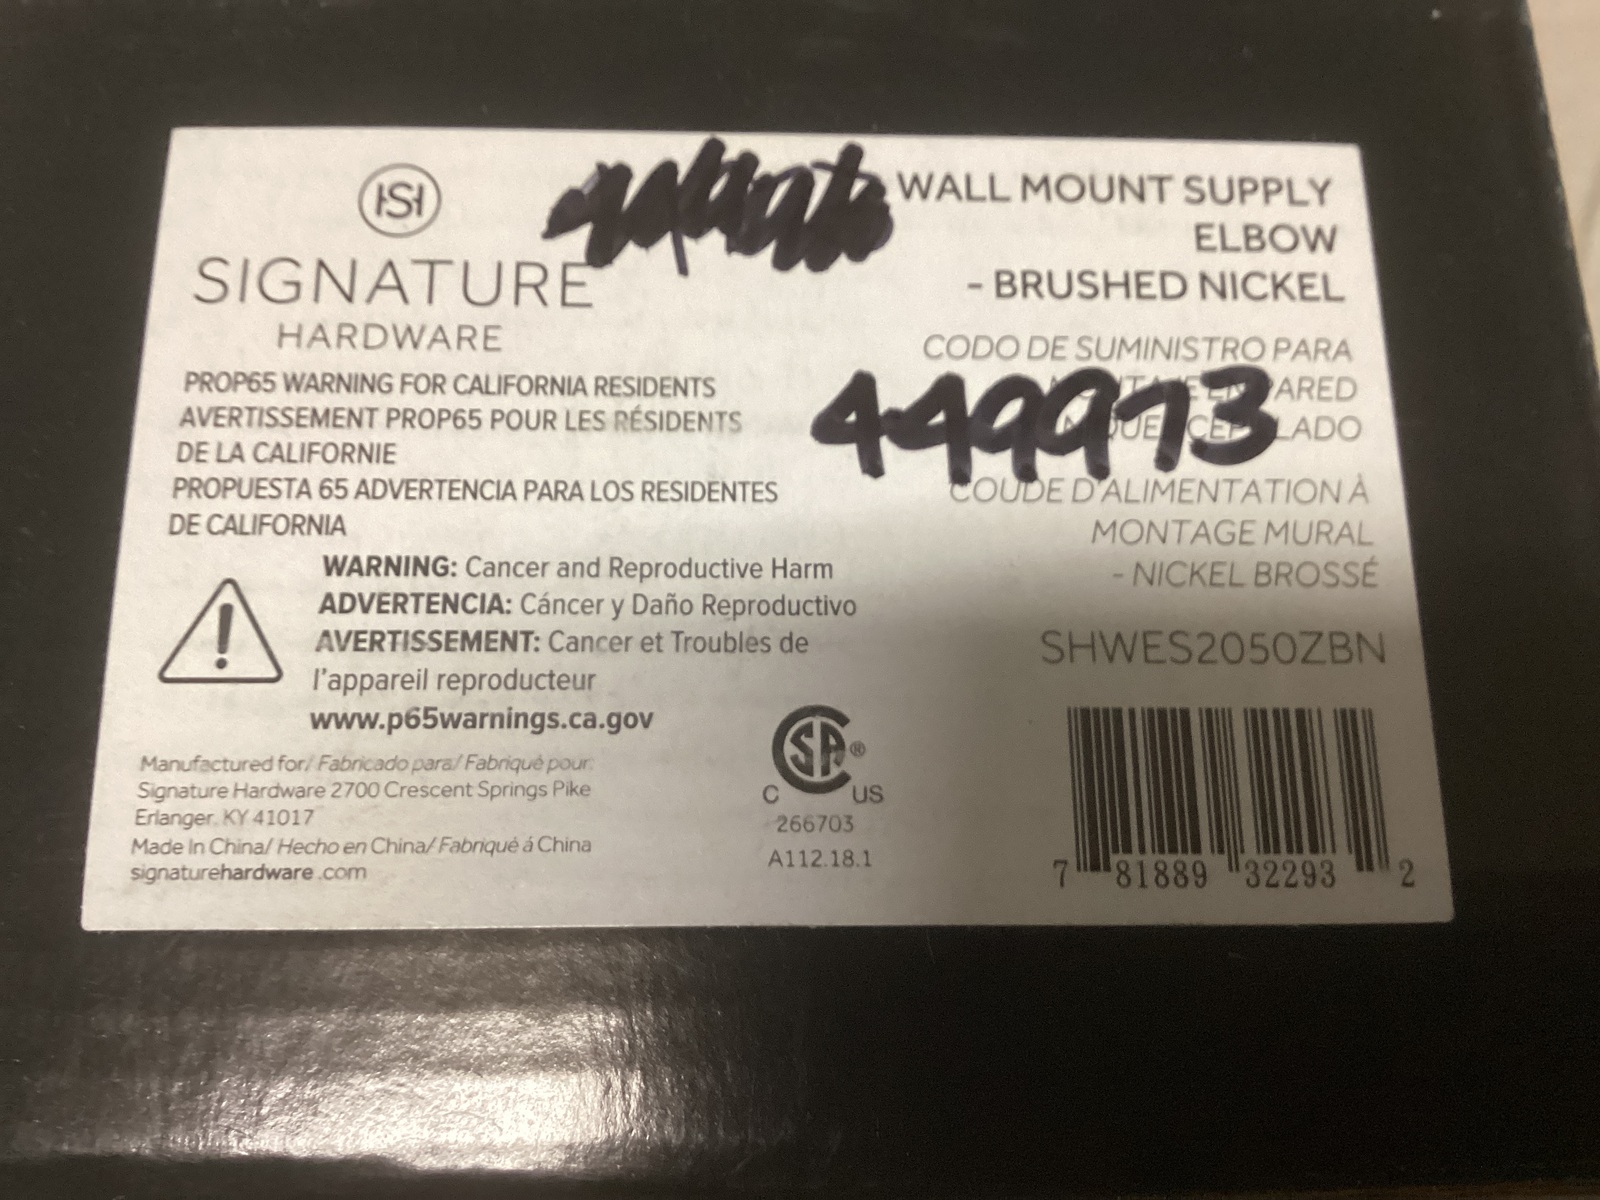 SIGNATURE
HARDWARE
PROP65 WARNING FOR CALIFORNIA RESIDENTS
AVERTISSEMENT PROP65 POUR LES RÉSIDENTS
DE LA CALIFORNIE
PROPUESTA 65 ADVERTENCIA PARA LOS RESIDENTES
DE CALIFORNIA
WARNING: Cancer and Reproductive Harm
ADVERTENCIA: Cáncer y Daño Reproductivo
AVERTISSEMENT: Cancer et Troubles de
l'appareil reproducteur
www.p65warnings.ca.gov
Manufactured for/ Fabricado para/ Fabriqué pour:
Signature Hardware 2700 Crescent Springs Pike
Erlanger, KY 41017
Made In China/ Hecho en China/ Fabriqué á China
signaturehardware.com
CSA®
C US
266703
A112.18.1
WALL MOUNT SUPPLY
ELBOW
- BRUSHED NICKEL
CODO DE SUMINISTRO PARA
449973
COUDE D'ALIMENTATION À
MONTAGE MURAL
- NICKEL BROSSÉ
SHWES2050ZBN
7 81889 32293 2